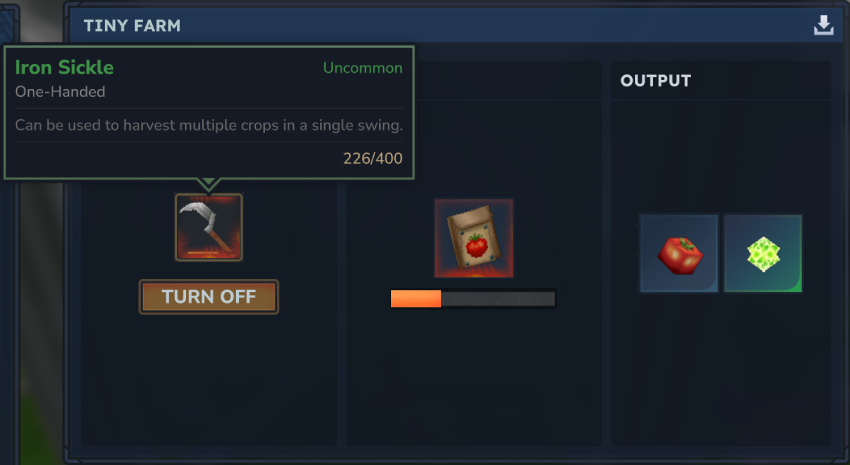 TINY FARM
Iron Sickle
Uncommon
One-Handed
Can be used to harvest multiple crops in a single swing.
226/400
OUTPUT
TURN OFF